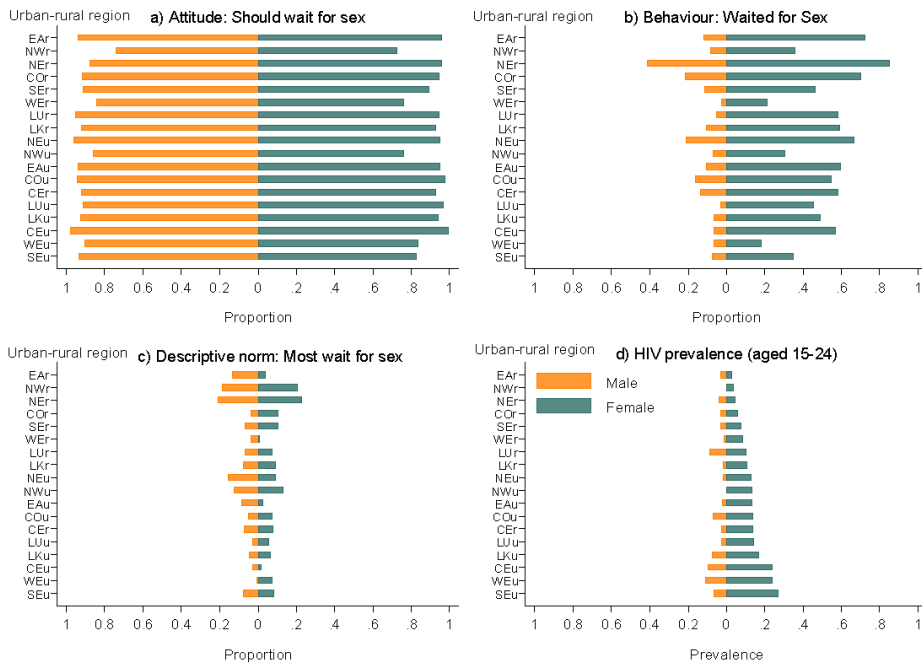 Urban-rural region
a) Attitude: Should wait for sex
EAr
NWr
NEr
COr
SEr
WEr
LUr
LKr
NEu
NWu
EAu
COu
CEr
LUu
LKu
CEu
WEu
SEu
1 0.8 0.6 0.4 0.2 0 .2 .4 .6 .8 1
Proportion
Urban-rural region
b) Behaviour: Waited for Sex
EAr
NWr
NEr
COr
SEr
WEr
LUr
LKr
NEu
NWu
EAu
COu
CEr
LUu
LKu
CEu
WEu
SEu
1 0.8 0.6 0.4 0.2 0 .2 .4 .6 .8 1
Proportion
Urban-rural region
c) Descriptive norm: Most wait for sex
EAr
NWr
NEr
COr
SEr
WEr
LUr
LKr
NEu
NWu
EAu
COu
CEr
LUu
LKu
CEu
WEu
SEu
1 0.8 0.6 0.4 0.2 0 .2 .4 .6 .8 1
Proportion
Urban-rural region
d) HIV prevalence (aged 15-24)
Male
Female
EAr
NWr
NEr
COr
SEr
WEr
LUr
LKr
NEu
NWu
EAu
COu
CEr
LUu
LKu
CEu
WEu
SEu
1 0.8 0.6 0.4 0.2 0 .2 .4 .6 .8 1
Prevalence